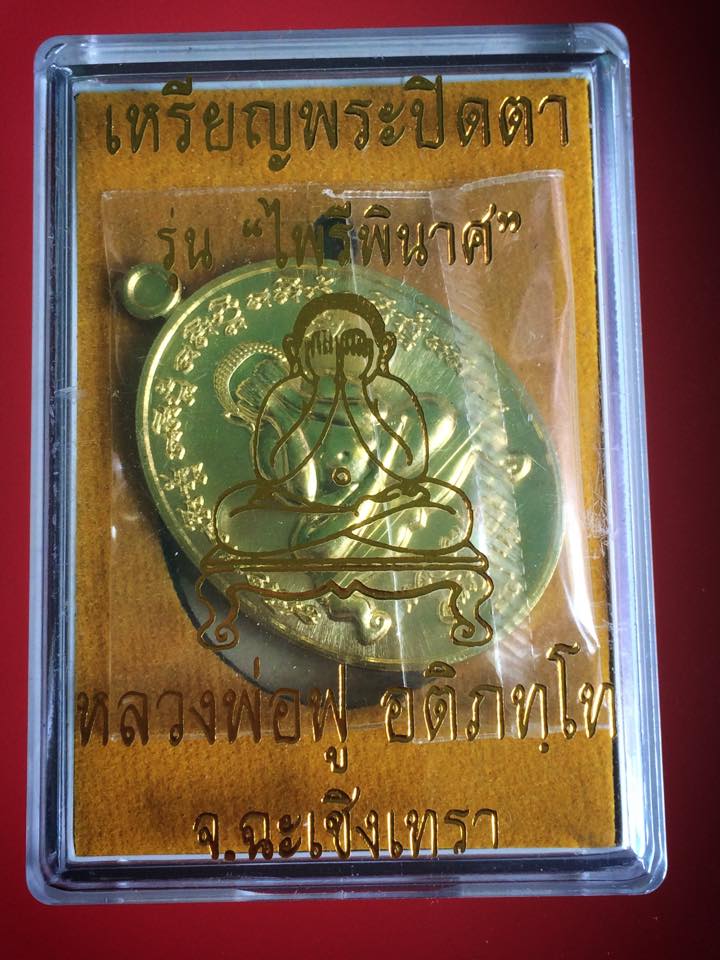 เหรียญพระปิดตา
รุ่น “ไพรีพินาศ”
หลวงพ่อฟู อติภทฺโท
จ.ฉะเชิงเทรา